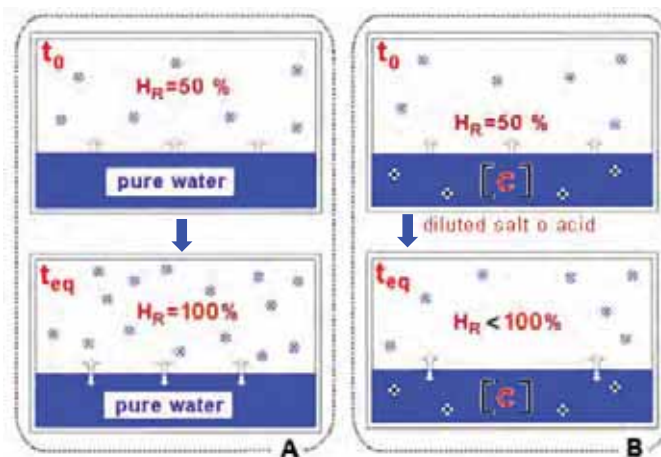 t0
HR=50 %
pure water
teq
HR=100%
pure water
A
t0
HR=50 %
[C]
diluted salt o acid
teq
HR < 100%
[C]
B